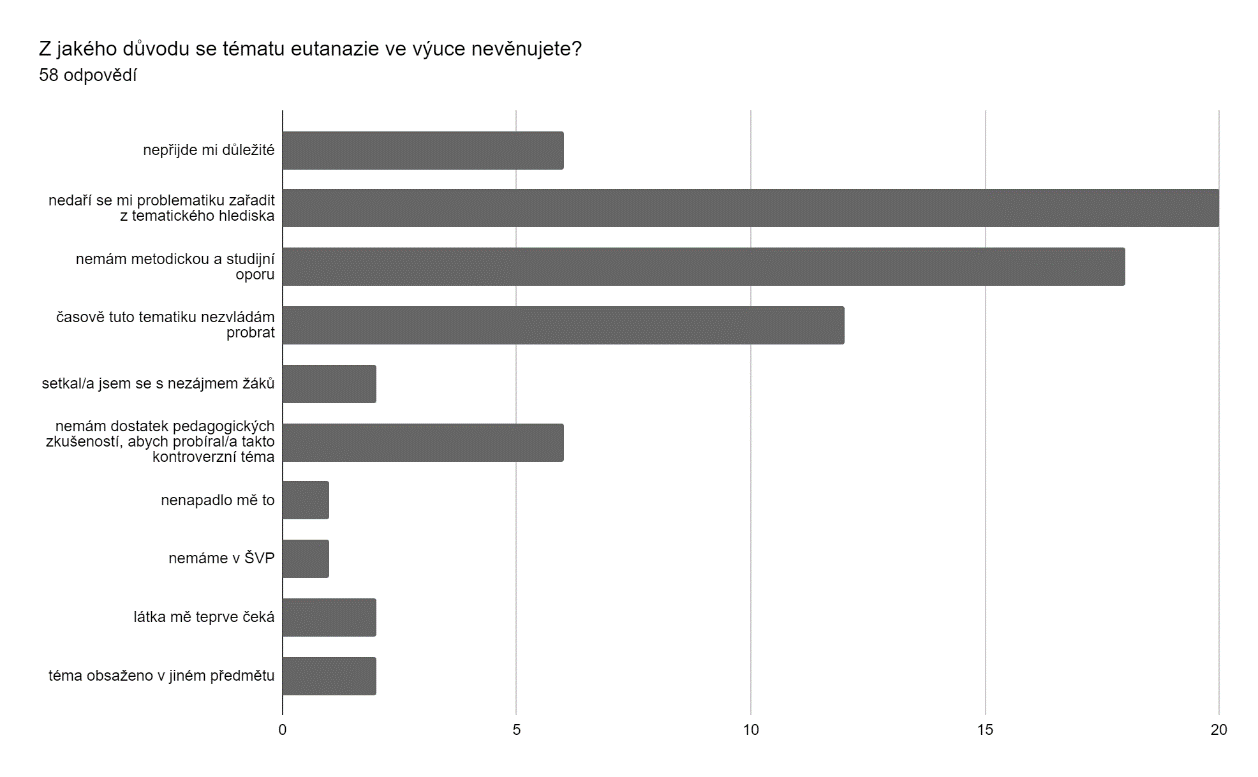 Z jakého důvodu se tématu eutanazie ve výuce nevěnujete?
58 odpovědí
nepřijde mi důležité
nedaří se mi problematiku zařadit
z tematického hlediska
nemám metodickou a studijní
oporu
časově tuto tematiku nezvládám
probrat
setkal/a jsem se s nezájmem žáků
nemám dostatek pedagogických
zkušeností, abych probíral/a takto
kontroverzní téma
nenapadlo mě to
nemáme v ŠVP
látka mě teprve čeká
téma obsaženo v jiném předmětu
0 5 10 15 20